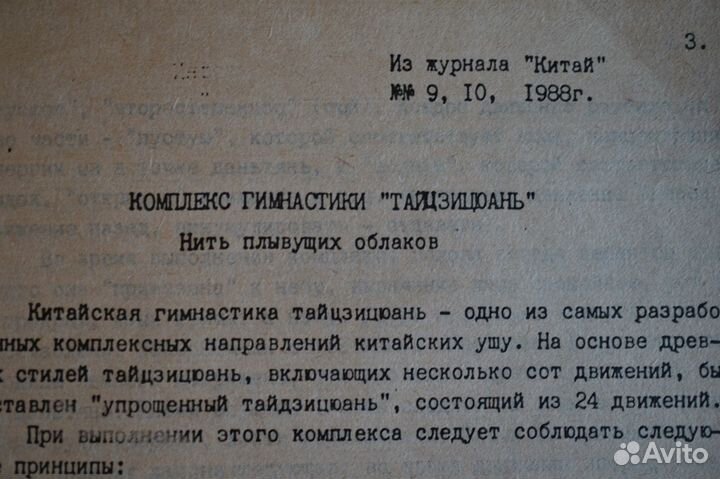 3.
Из журнала "Китай"
№№ 9, 10, 1988г.
КОМПЛЕКС ГИМНАСТИКИ "ТАЙЦЗИЦЮАНЬ"
Нить плывущих облаков
Китайская гимнастика тайцзицюань - одно из самых разрабо
нных комплексных направлений китайских ушу. На основе древ-
х стилей тайцзицюань, включающих несколько сот движений, бы
ставлен "упрощенный тайдзицюань", состоящий из 24 движений.
При выполнении этого комплекса следует соблюдать следую-
е принципы:
Avito